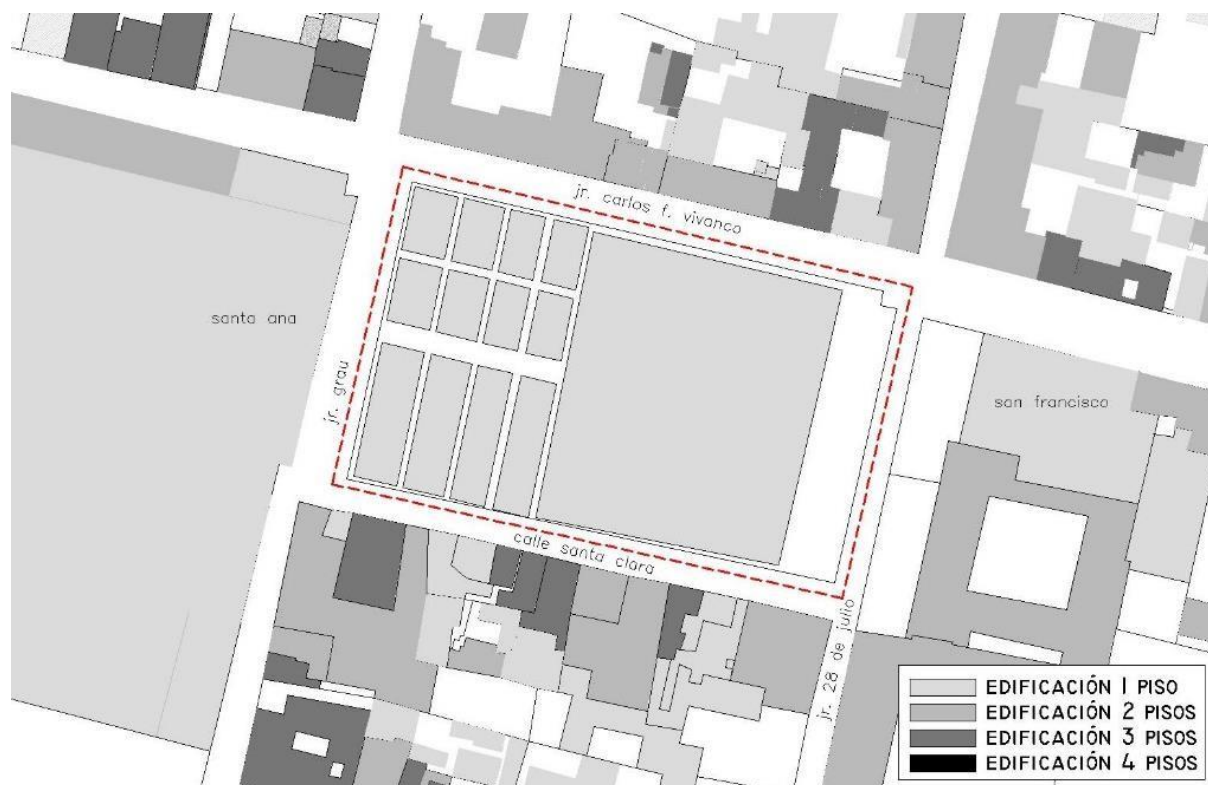 jr. carlos f. vivanco
santa ana
jr. grau
san francisco
calle santa clara
jr. 28 de julio
EDIFICACIÓN 1 PISO
EDIFICACIÓN 2 PISOS
EDIFICACIÓN 3 PISOS
EDIFICACIÓN 4 PISOS